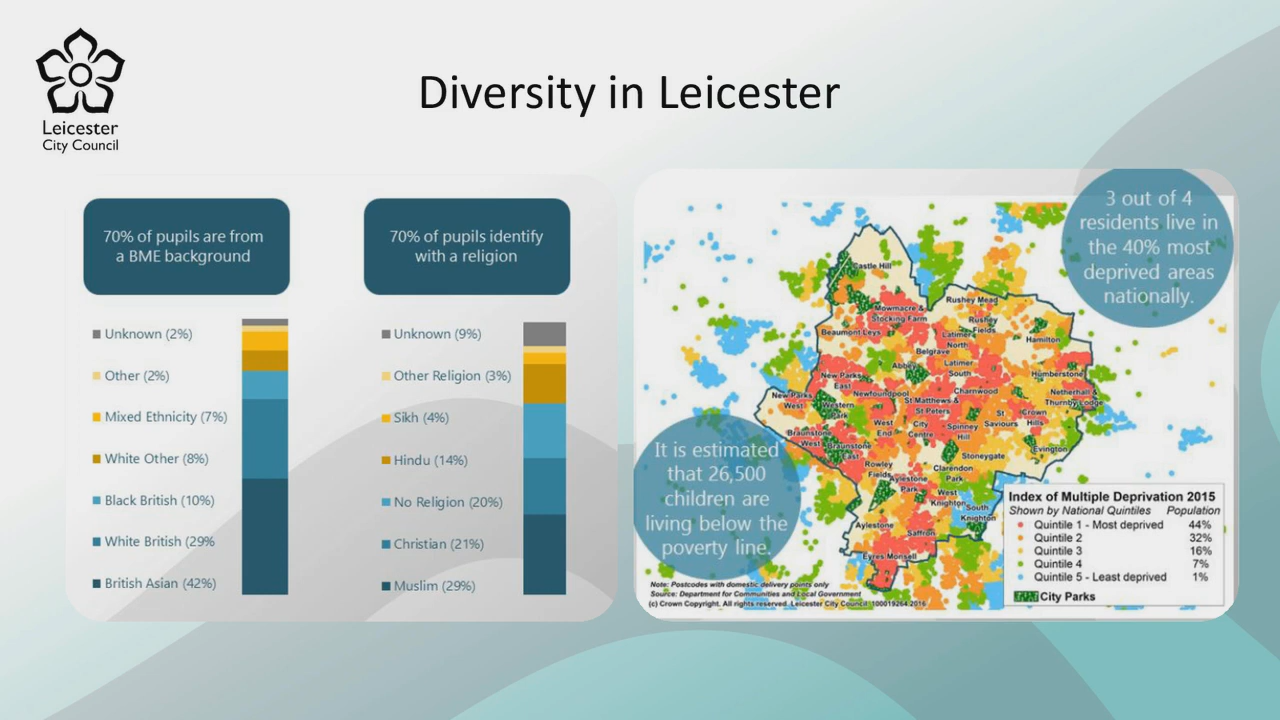 Leicester
City Council
Diversity in Leicester
70% of pupils are from
a BME background
70% of pupils identify
with a religion
Unknown (2%)
Other (2%)
Mixed Ethnicity (7%)
White Other (8%)
Black British (10%)
White British (29%
British Asian (42%)
Unknown (9%)
Other Religion (3%)
Sikh (4%)
Hindu (14%)
No Religion (20%)
Christian (21%)
Muslim (29%)
3 out of 4
residents live in
the 40% most
deprived areas
nationally.
Castle Hill
Rushey Mead
Mowmacre &
Stocking Farm
Rushey
Fields
Beaumont Leys
Latimer
North
Hamilton
Belgrave
Abbey
Latimer
South
New Parks
East
Humberstone
New Parks
West
Newfoundpool
Charnwood
Netherhall &
Thurnby Lodge
Western
Park
St Matthews &
St Peters
St
Saviours
Crown
Hills
West
End
City
Centre
Spinney
Hill
Braunstone
West
Braunstone
East
Evington
Stoneygate
Rowley
Fields
Clarendon
Park
Aylestone
Park
West
Knighton
South
Knighton
Aylestone
Saffron
Eyres Monsell
It is estimated
that 26,500
children are
living below the
poverty line.
Index of Multiple Deprivation 2015
Shown by National Quintiles Population
Quintile 1 - Most deprived 44%
Quintile 2 32%
Quintile 3 16%
Quintile 4 7%
Quintile 5 - Least deprived 1%
City Parks
Note: Postcodes with domestic delivery points only
Source: Department for Communities and Local Government
(c) Crown Copyright. All rights reserved. Leicester City Council 100019264 2016